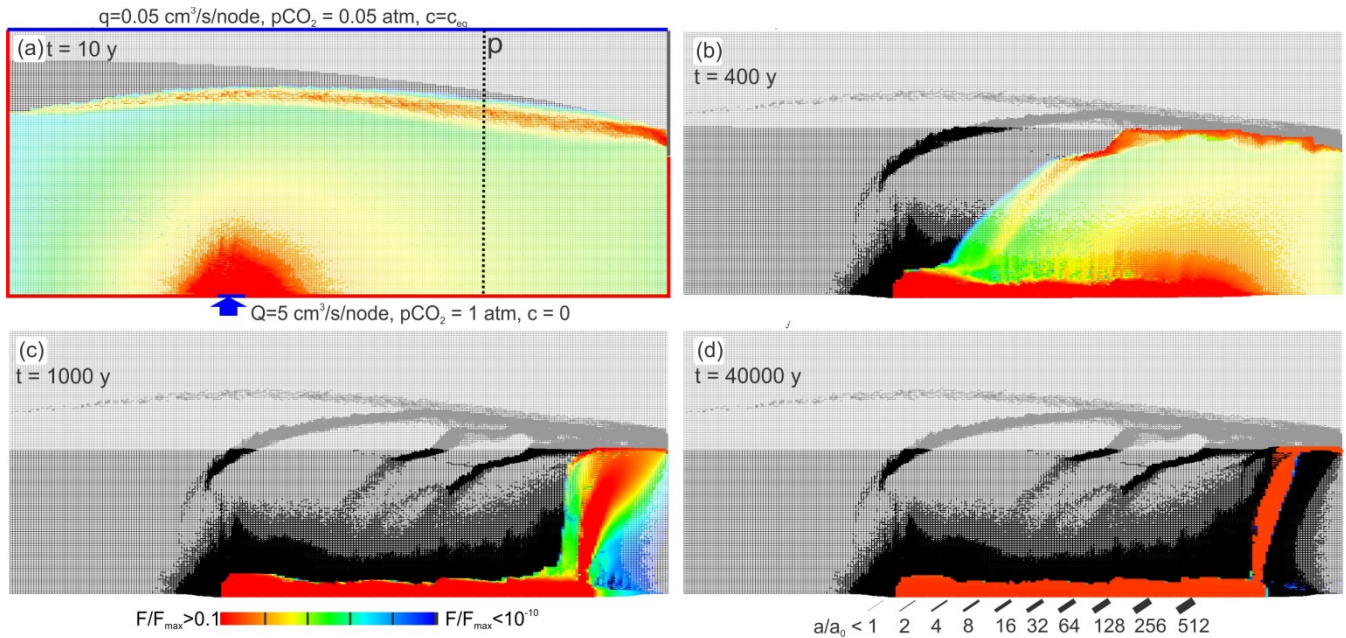 q=0.05 cm³/s/node, pCO₂ = 0.05 atm, c=c_eq
(a) t = 10 y
p
Q=5 cm³/s/node, pCO₂ = 1 atm, c = 0
(b)
t = 400 y
(c)
t = 1000 y
(d)
t = 40000 y
F/F_max>0.1 F/F_max<10⁻¹⁰
a/a₀ < 1 2 4 8 16 32 64 128 256 512